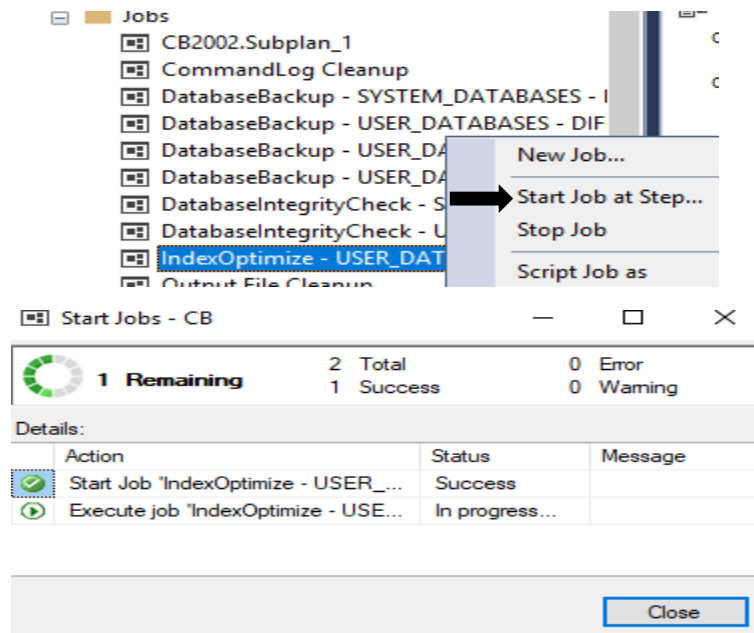 Jobs
CB2002.Subplan_1
CommandLog Cleanup
DatabaseBackup - SYSTEM_DATABASES -
DatabaseBackup - USER_DATABASES - DIF
DatabaseBackup - USER_DA
DatabaseBackup - USER_DA
DatabaseIntegrityCheck - S
DatabaseIntegrityCheck - U
IndexOptimize - USER_DAT
Output File Cleanup
New Job...
Start Job at Step...
Stop Job
Script Job as
Start Jobs - CB
1 Remaining
2 Total
1 Success
0 Error
0 Warning
Details:
Action Status Message
Start Job 'IndexOptimize - USER_... Success
Execute job 'IndexOptimize - USE... In progress...
Close